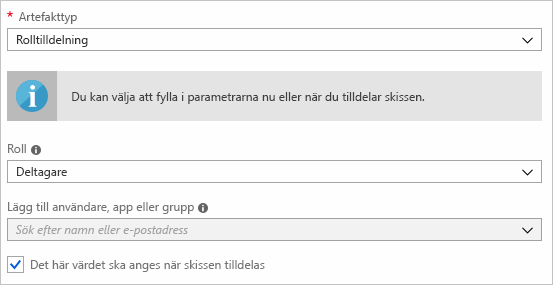 * Artefakttyp
Rolltilldelning
Du kan välja att fylla i parametrarna nu eller när du tilldelar skissen.
Roll
Deltagare
Lägg till användare, app eller grupp
Sök efter namn eller e-postadress
Det här värdet ska anges när skissen tilldelas